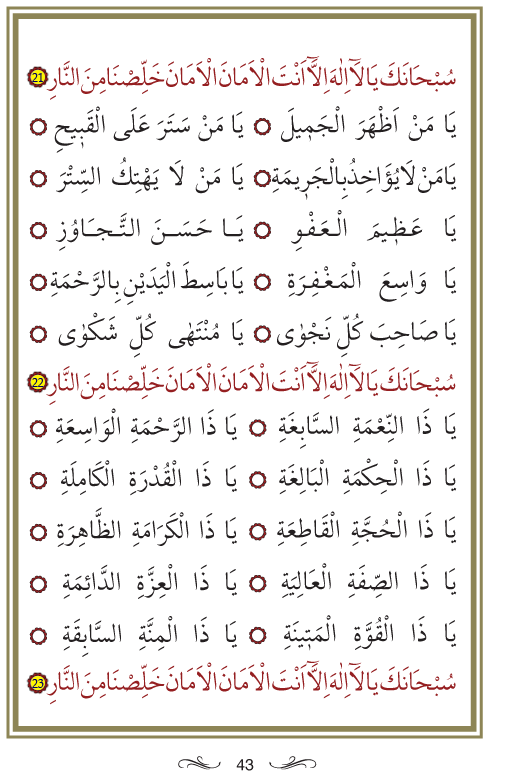 سُبْحَانَكَ يَا لَآ اِلٰهَ اِلَّآ اَنْتَ الْاَمَانَ الْاَمَانَ خَلِّصْنَا مِنَ النَّارِ 21
يَا مَنْ اَظْهَرَ الْجَمٖيلَ ۞ يَا مَنْ سَتَرَ عَلَى الْقَبٖيحِ ۞
يَا مَنْ لَا يُؤَاخِذُ بِالْجَرٖيمَةِ ۞ يَا مَنْ لَا يَهْتِكُ السِّتْرَ ۞
يَا عَظٖيمَ الْعَفْوِ ۞ يَا حَسَنَ التَّجَاوُزِ ۞
يَا وَاسِعَ الْمَغْفِرَةِ ۞ يَا بَاسِطَ الْيَدَيْنِ بِالرَّحْمَةِ ۞
يَا صَاحِبَ كُلِّ نَجْوٰى ۞ يَا مُنْتَهٰى كُلِّ شَكْوٰى ۞
سُبْحَانَكَ يَا لَآ اِلٰهَ اِلَّآ اَنْتَ الْاَمَانَ الْاَمَانَ خَلِّصْنَا مِنَ النَّارِ 22
يَا ذَا النِّعْمَةِ السَّابِغَةِ ۞ يَا ذَا الرَّحْمَةِ الْوَاسِعَةِ ۞
يَا ذَا الْحِكْمَةِ الْبَالِغَةِ ۞ يَا ذَا الْقُدْرَةِ الْكَامِلَةِ ۞
يَا ذَا الْحُجَّةِ الْقَاطِعَةِ ۞ يَا ذَا الْكَرَامَةِ الظَّاهِرَةِ ۞
يَا ذَا الصِّفَةِ الْعَالِيَةِ ۞ يَا ذَا الْعِزَّةِ الدَّائِمَةِ ۞
يَا ذَا الْقُوَّةِ الْمَتٖينَةِ ۞ يَا ذَا الْمِنَّةِ السَّابِقَةِ ۞
سُبْحَانَكَ يَا لَآ اِلٰهَ اِلَّآ اَنْتَ الْاَمَانَ الْاَمَانَ خَلِّصْنَا مِنَ النَّارِ 23
43